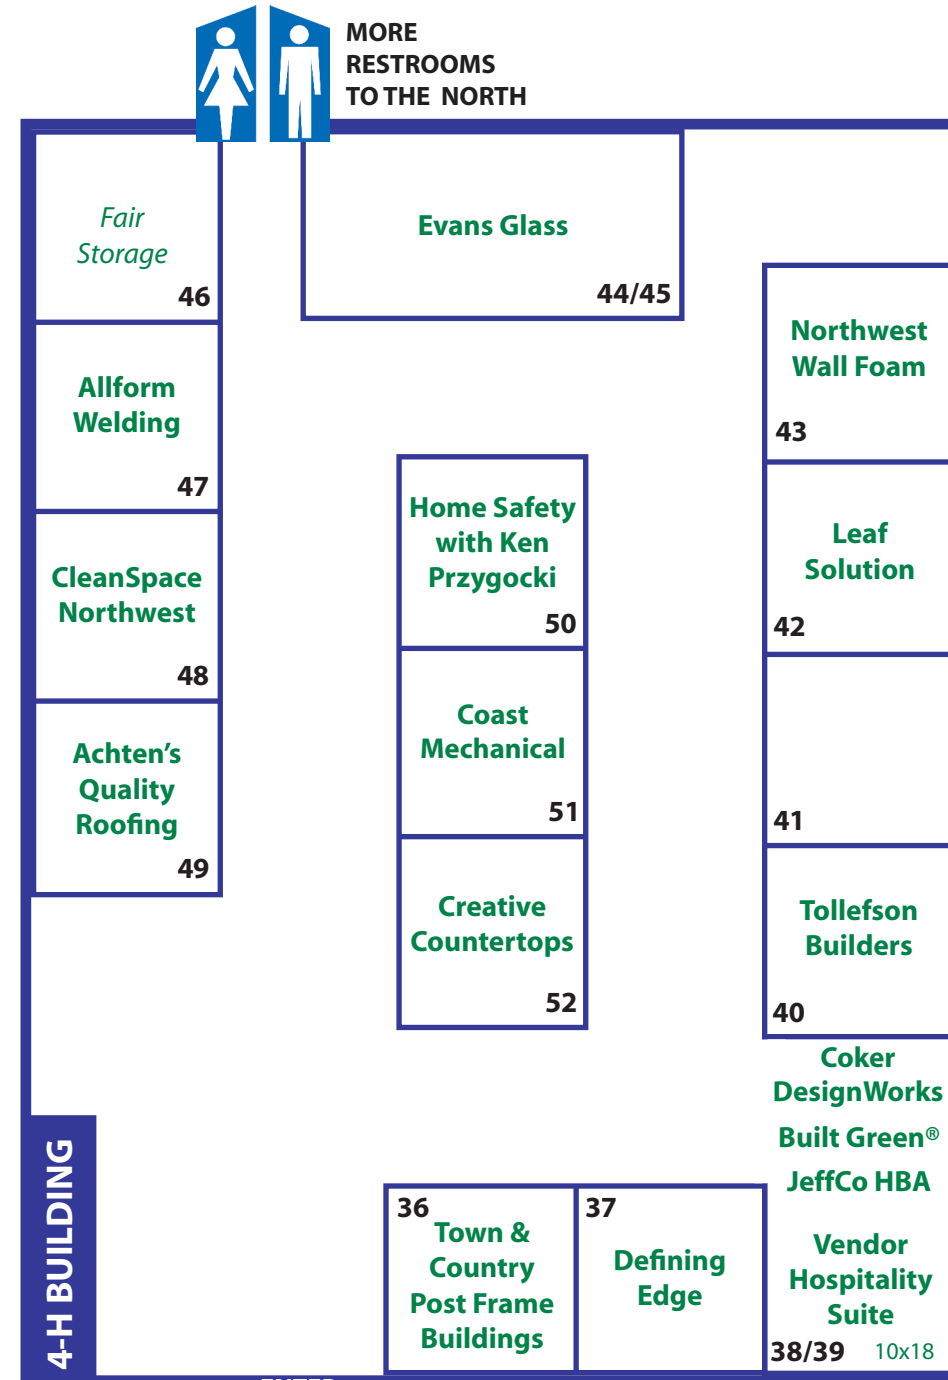 MORE
RESTROOMS
TO THE NORTH
Fair
Storage
46
Evans Glass
44/45
Northwest
Wall Foam
43
Allform
Welding
47
Home Safety
with Ken
Przygocki
50
Leaf
Solution
42
CleanSpace
Northwest
48
Coast
Mechanical
51
41
Achten's
Quality
Roofing
49
Creative
Countertops
52
Tollefson
Builders
40
Coker
DesignWorks
Built Green®
JeffCo HBA
Vendor
Hospitality
Suite
38/39 10x18
4-H BUILDING
36
Town &
Country
Post Frame
Buildings
37
Defining
Edge
ENTER